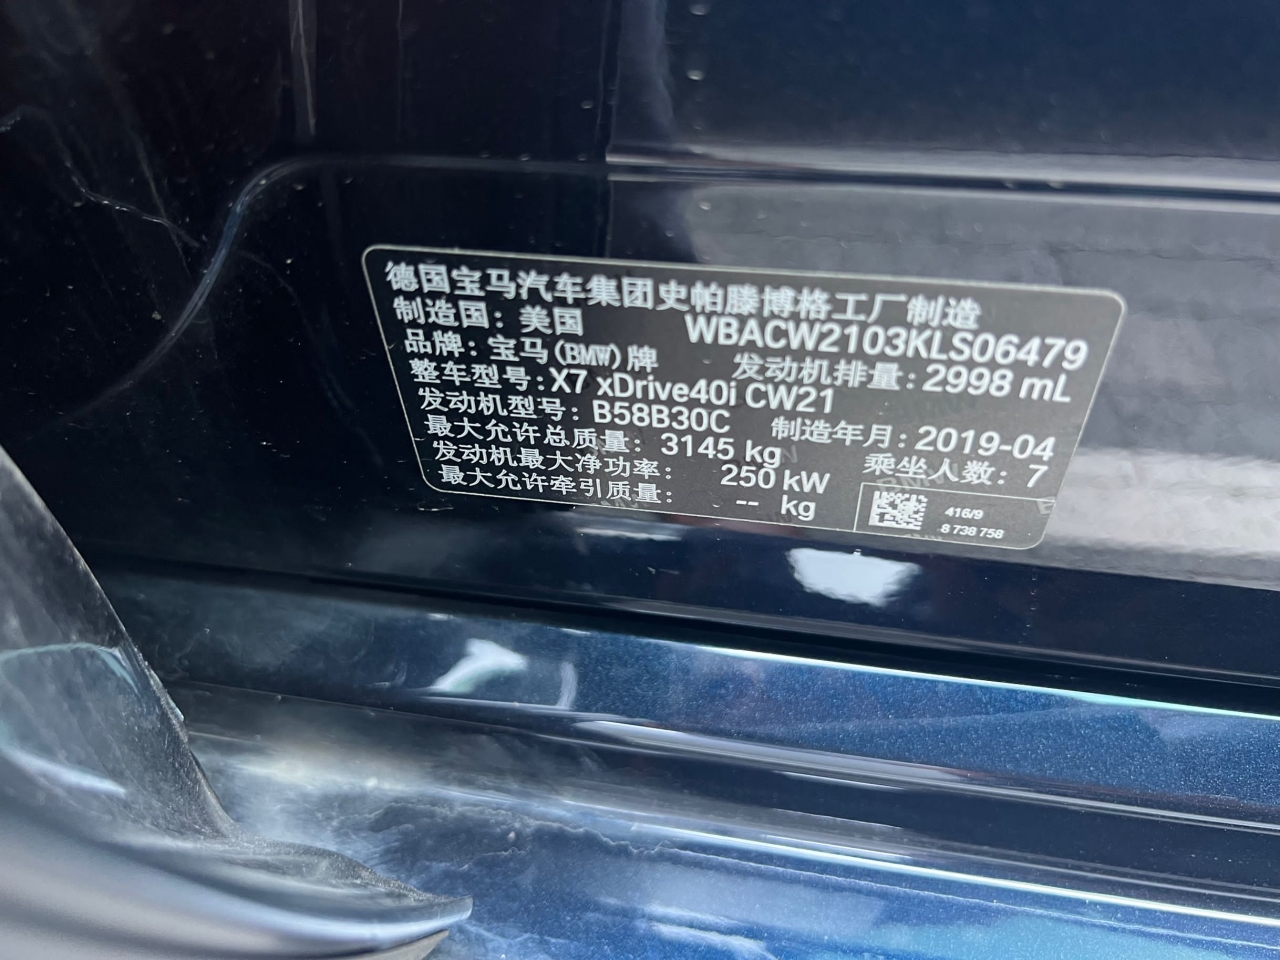 德国宝马汽车集团史帕滕博格工厂制造
制造国：美国 WBACW2103KLS06479
品牌：宝马(BMW)牌 发动机排量：2998 mL
整车型号：X7 xDrive40i CW21
发动机型号：B58B30C 制造年月：2019-04
最大允许总质量：3145 kg 乘坐人数：7
发动机最大净功率：250 kW
最大允许牵引质量：-- kg
416/9
8 738 758